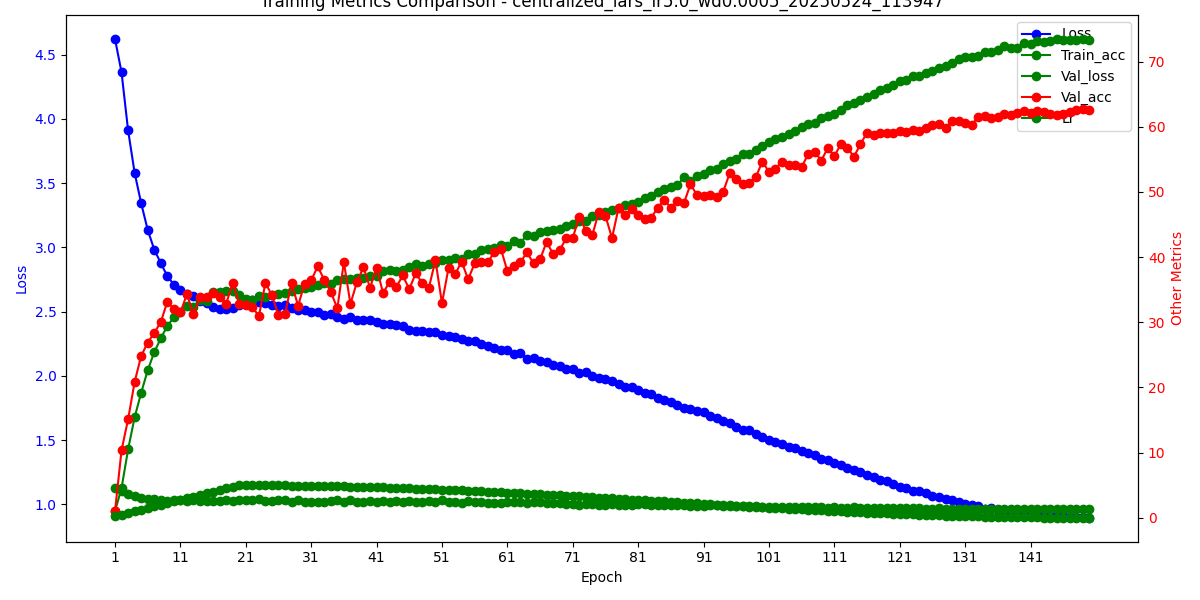 Training Metrics Comparison - centralized_lars_lr5.0_wd0.0005_20250524_113947
Loss
Train_acc
Val_loss
Val_acc
4.5
4.0
3.5
3.0
2.5
2.0
1.5
1.0
Loss
70
60
50
40
30
20
10
0
Other Metrics
1 11 21 31 41 51 61 71 81 91 101 111 121 131 141
Epoch